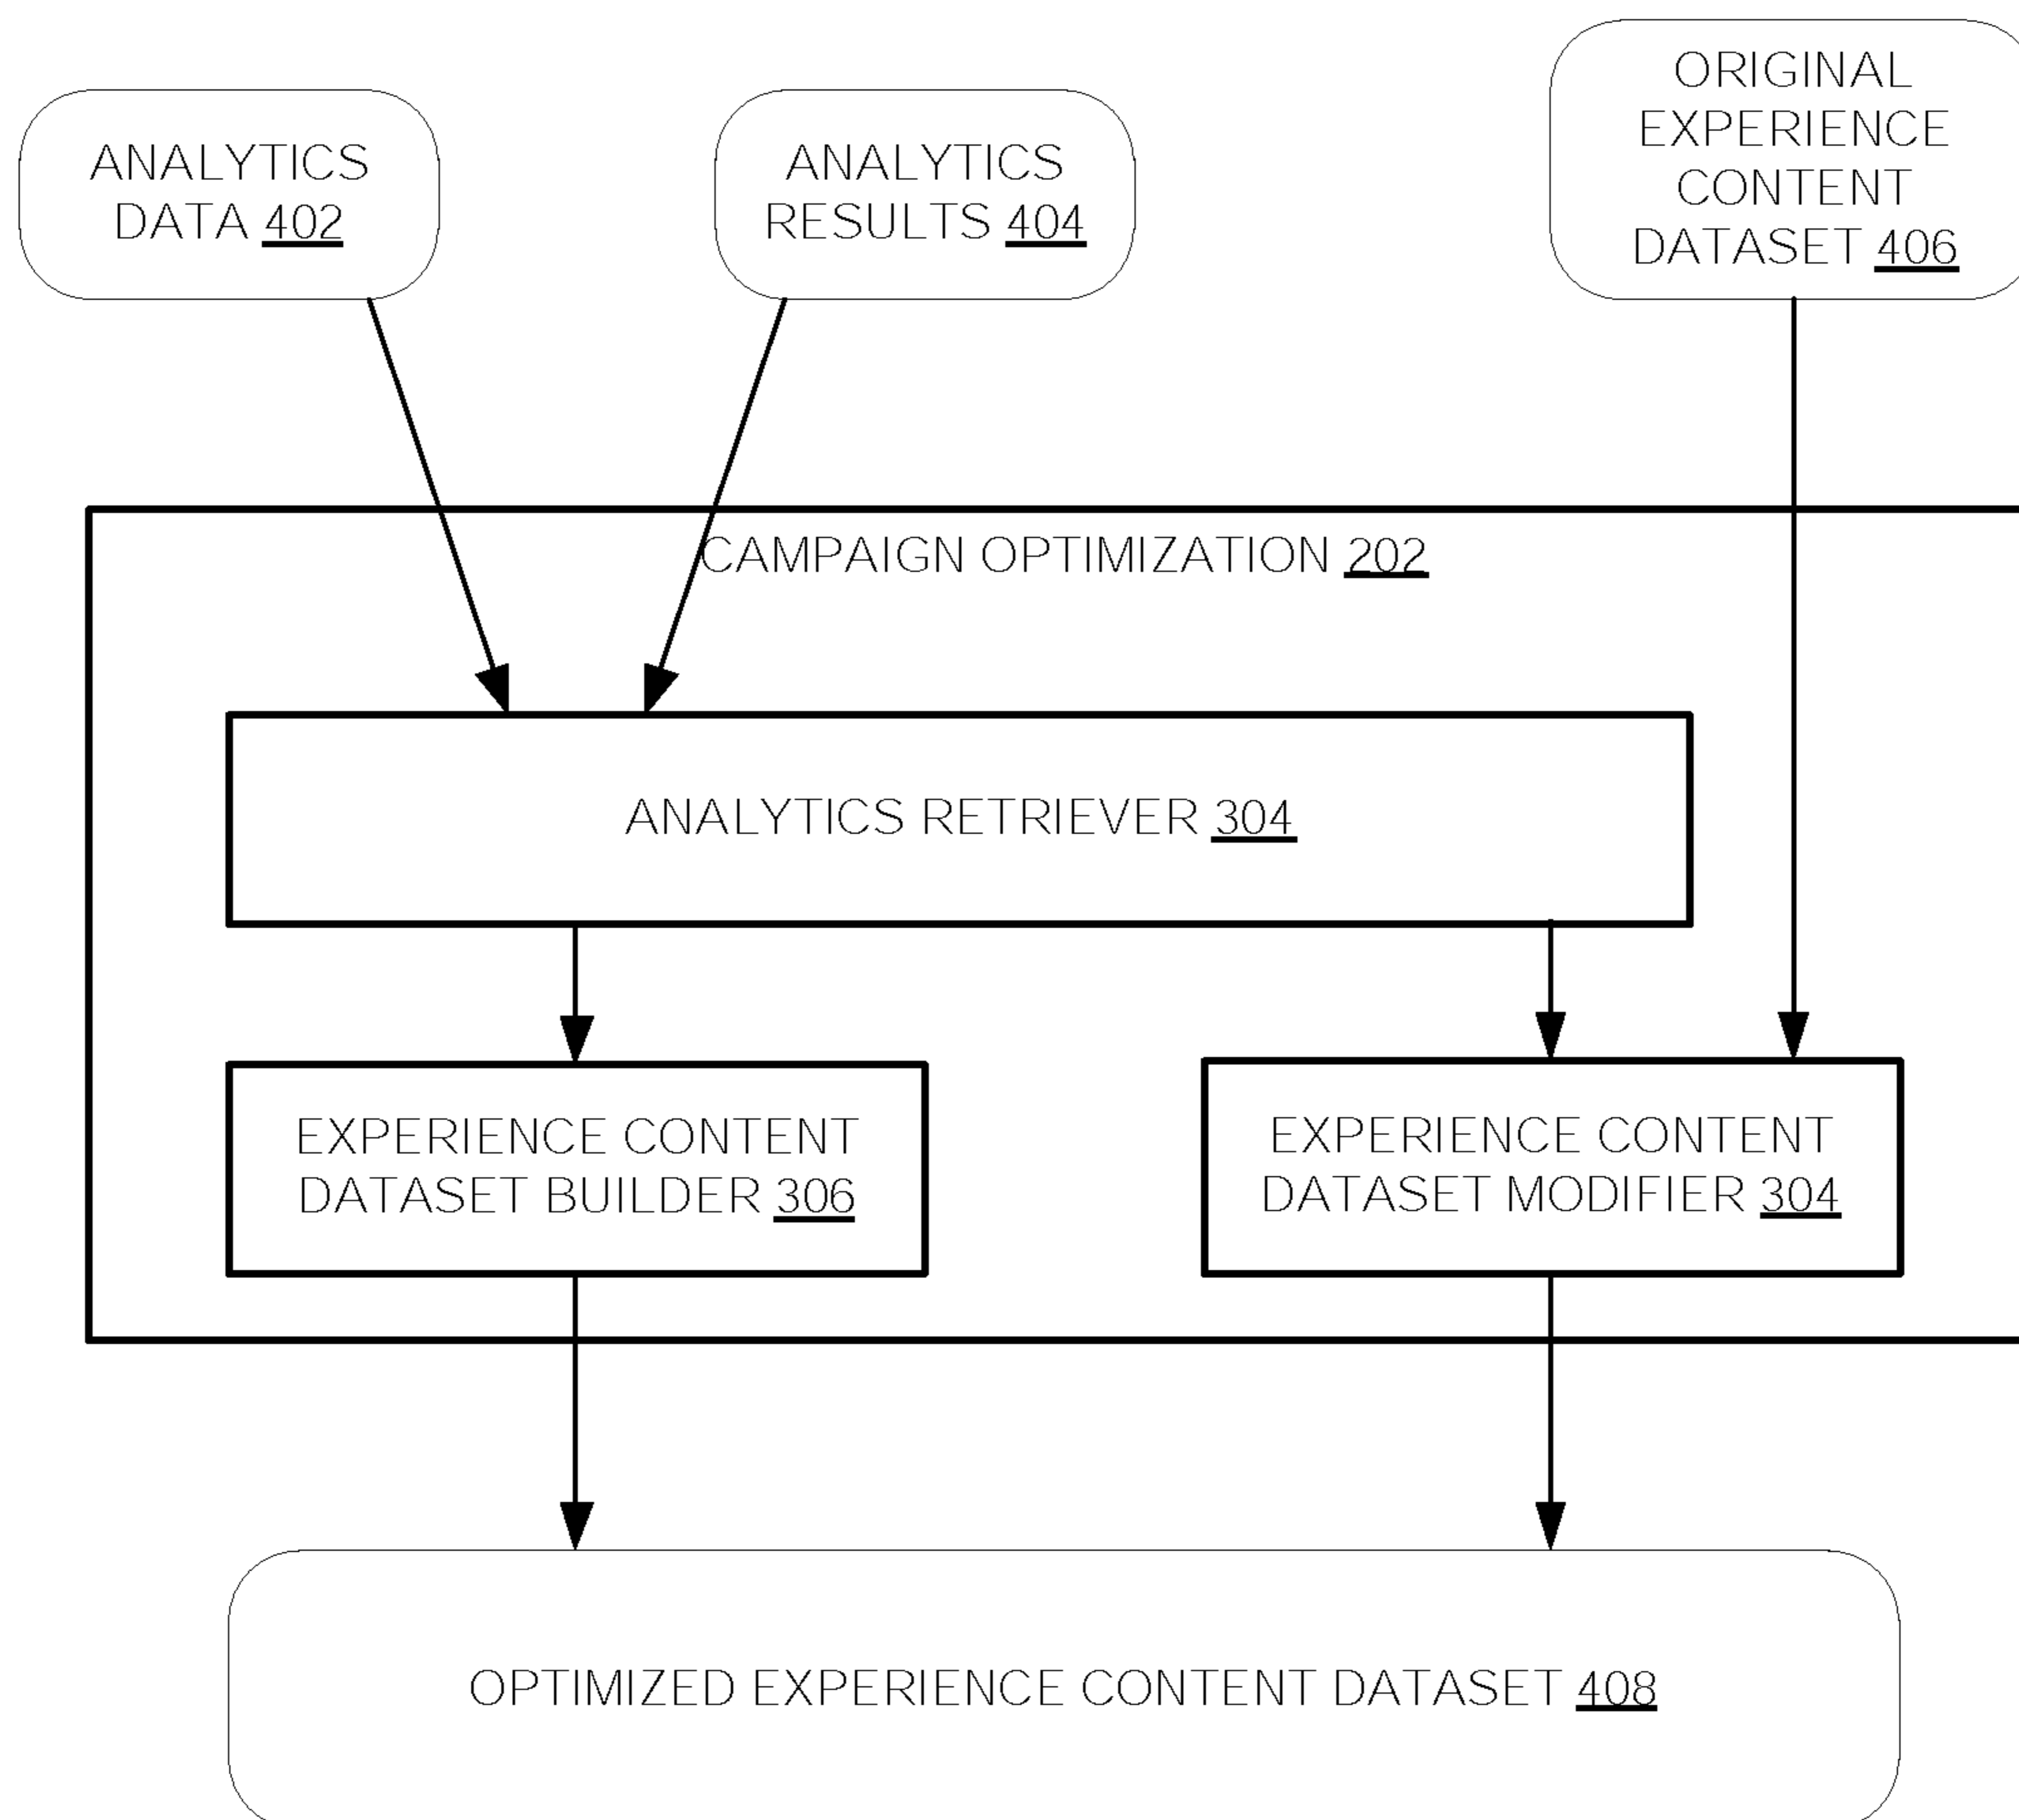 ANALYTICS
DATA 402
ANALYTICS
RESULTS 404
ORIGINAL
EXPERIENCE
CONTENT
DATASET 406
CAMPAIGN OPTIMIZATION 202
ANALYTICS RETRIEVER 304
EXPERIENCE CONTENT
DATASET BUILDER 306
EXPERIENCE CONTENT
DATASET MODIFIER 304
OPTIMIZED EXPERIENCE CONTENT DATASET 408